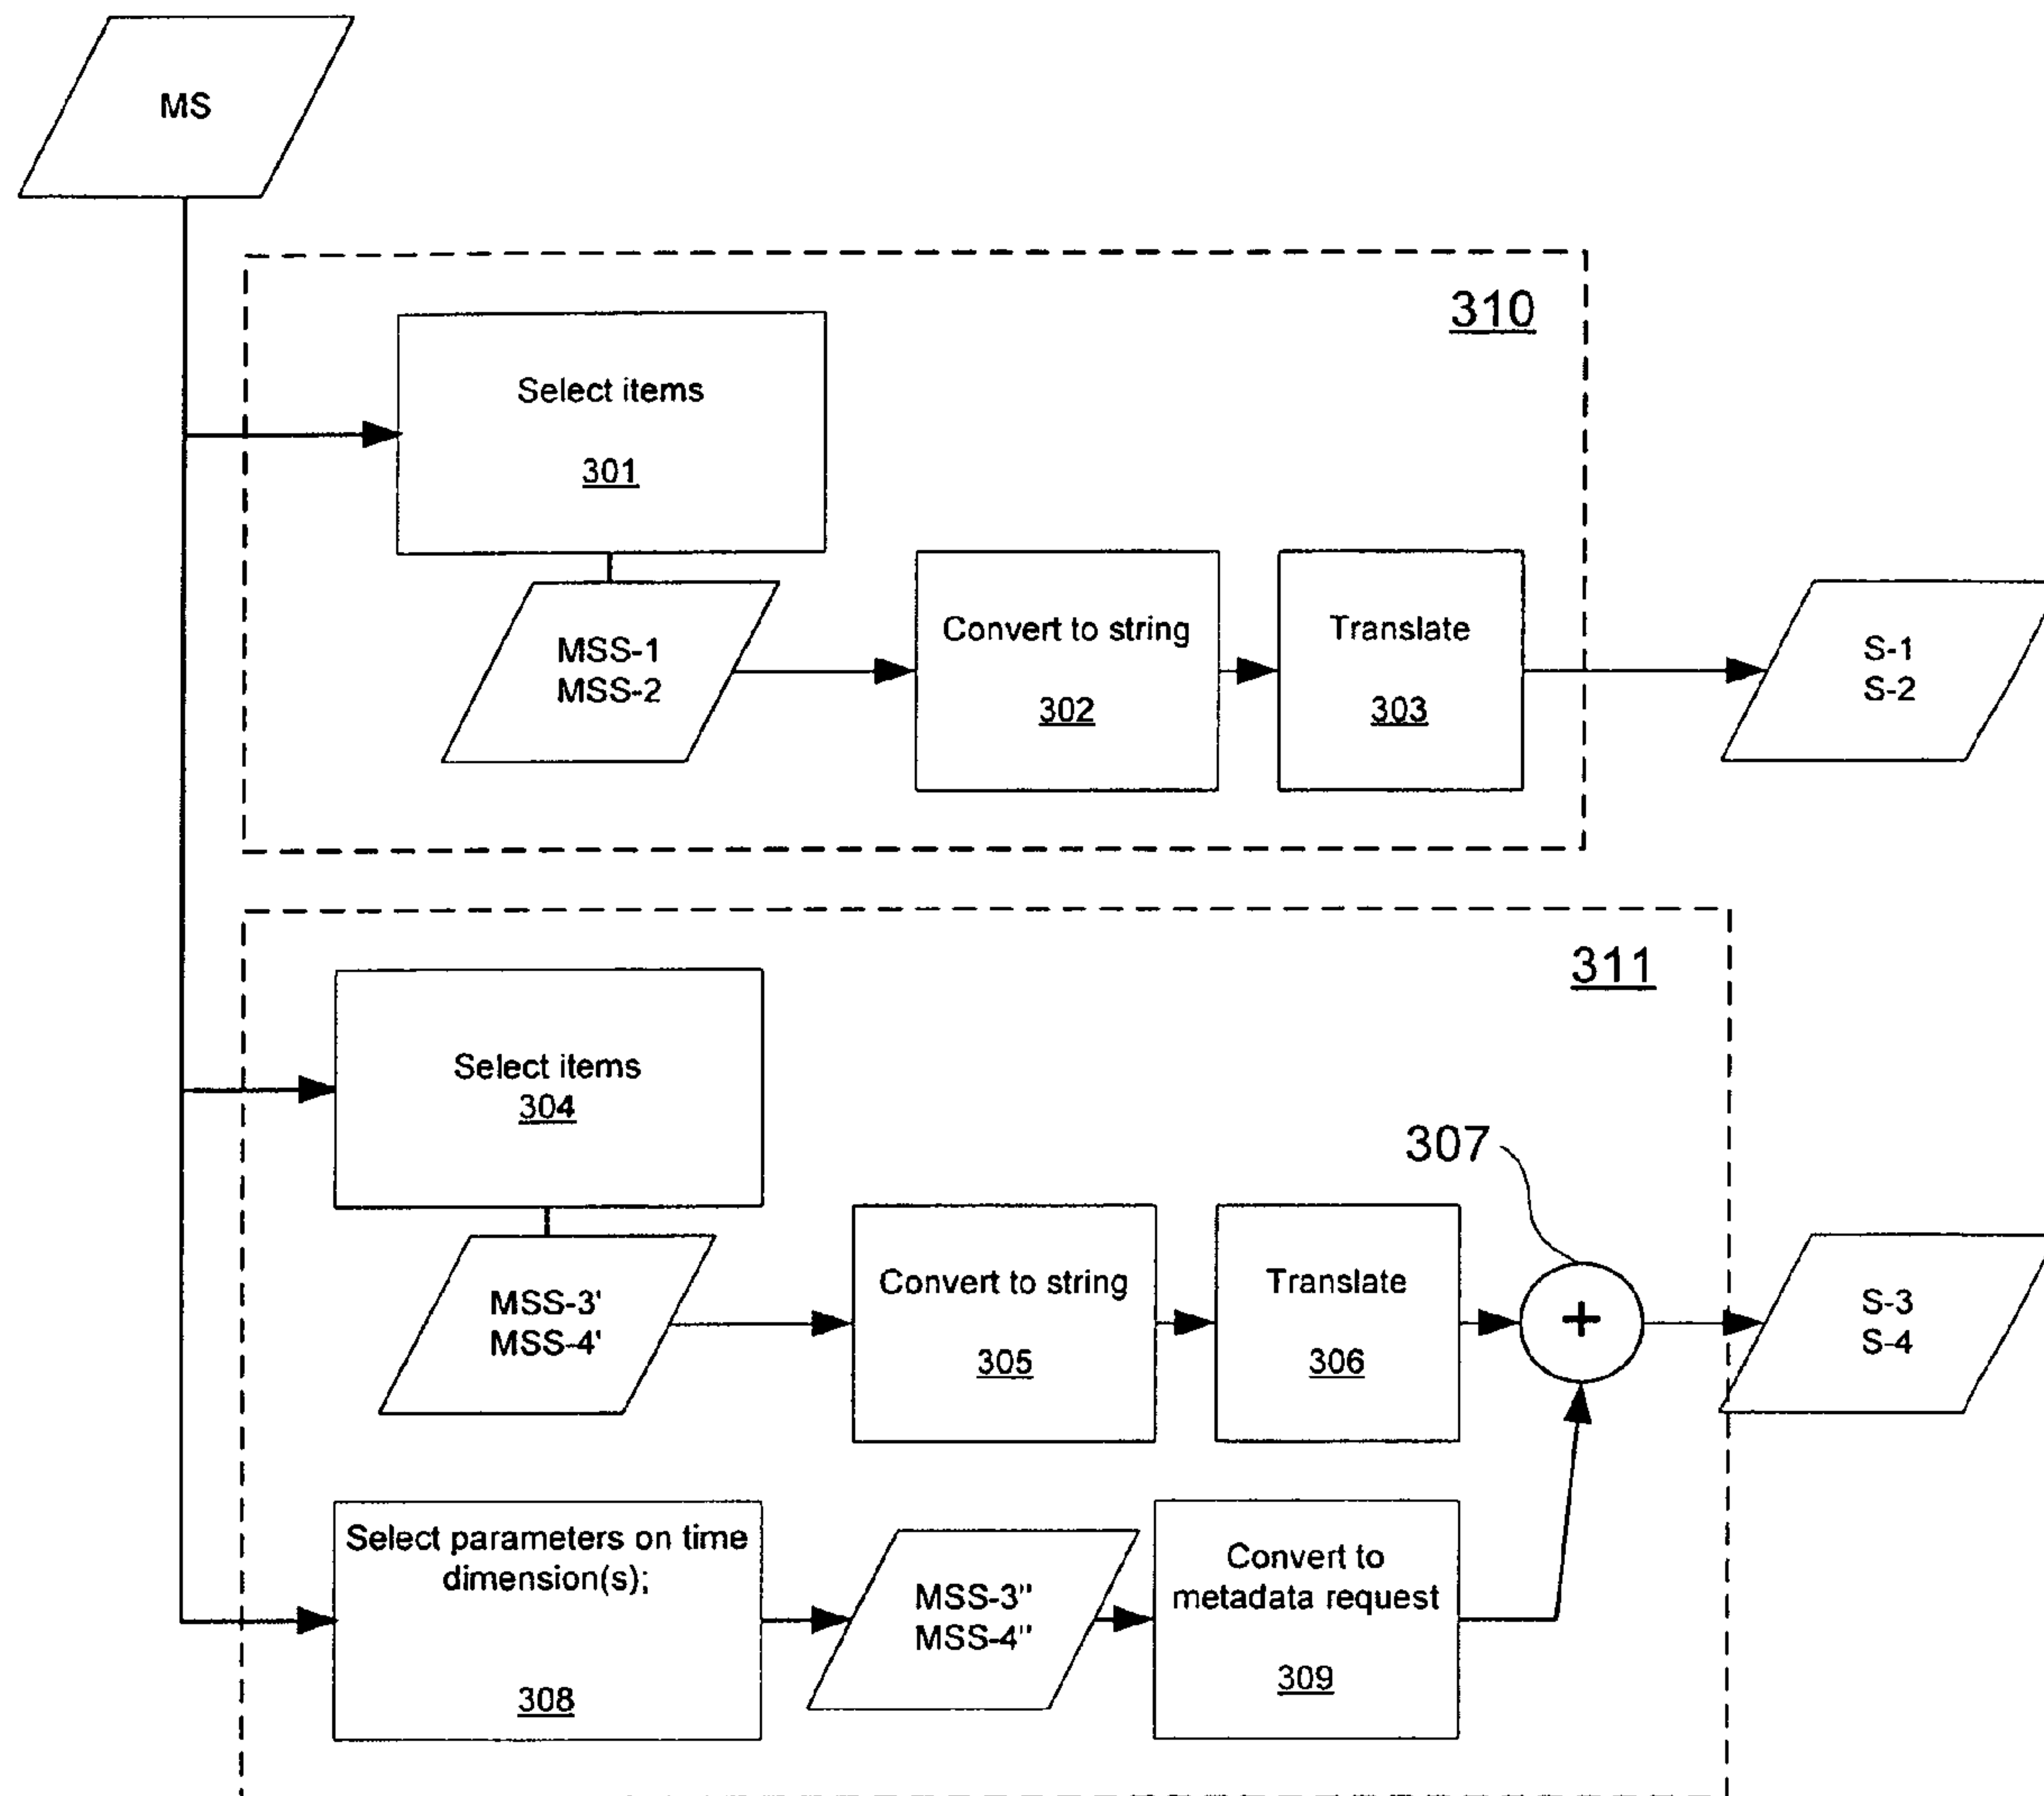 MS
310
Select items
301
MSS-1
MSS-2
Convert to string
302
Translate
303
S-1
S-2
311
Select items
304
307
MSS-3'
MSS-4'
Convert to string
305
Translate
306
+
S-3
S-4
Select parameters on time
dimension(s);
308
MSS-3"
MSS-4"
Convert to
metadata request
309